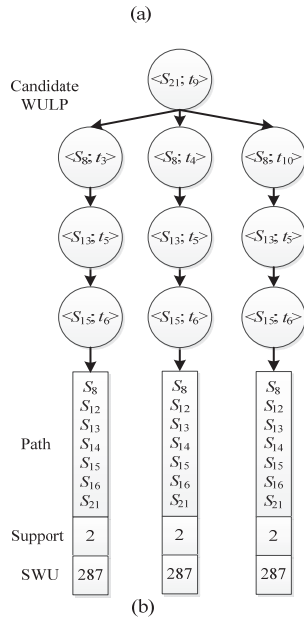 (a)
Candidate WULP
<S21; t9>
<S8; t3> <S8; t4> <S8; t10>
<S13; t5> <S13; t5> <S13; t5>
<S15; t6> <S15; t6> <S15; t6>
Path
S8 S8 S8
S12 S12 S12
S13 S13 S13
S14 S14 S14
S15 S15 S15
S16 S16 S16
S21 S21 S21
Support 2 2 2
SWU 287 287 287
(b)